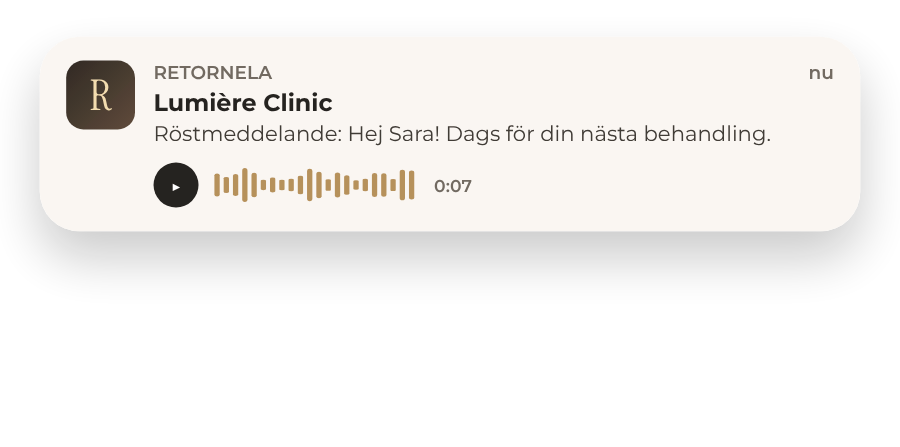 R
RETORNELA
nu
Lumière Clinic
Röstmeddelande: Hej Sara! Dags för din nästa behandling.
0:07